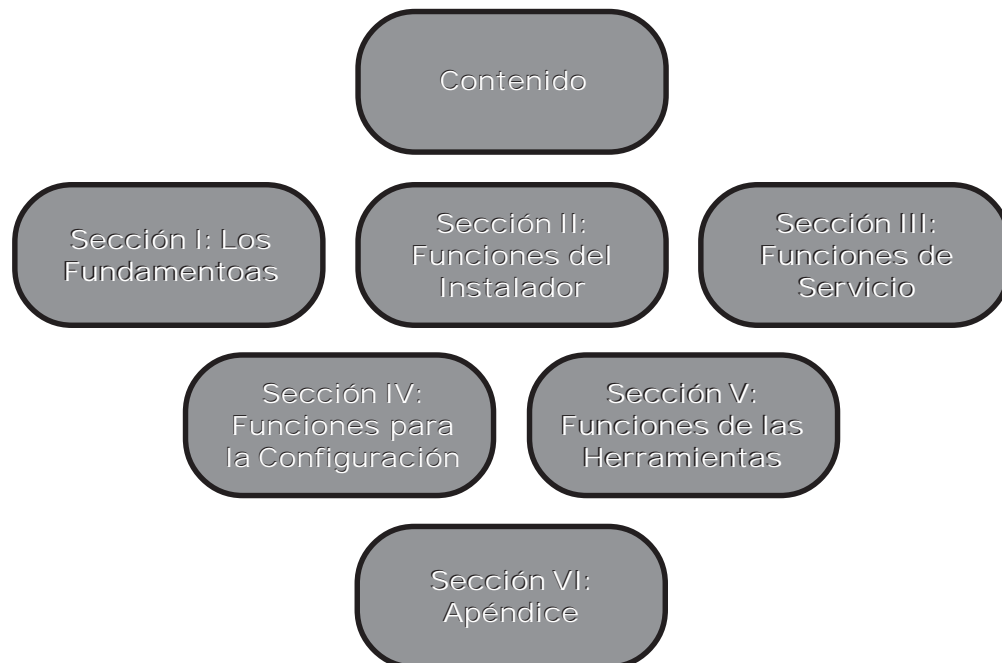 Contenido
Sección I: Los
Fundamentoas
Sección II:
Funciones del
Instalador
Sección III:
Funciones de
Servicio
Sección IV:
Funciones para
la Configuración
Sección V:
Funciones de las
Herramientas
Sección VI:
Apéndice